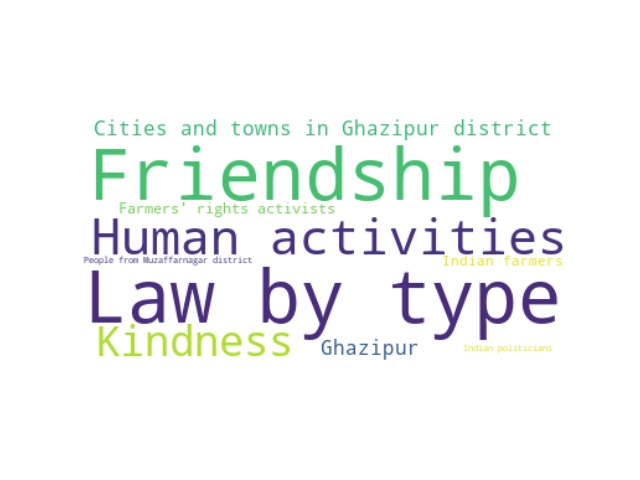 Cities and towns in Ghazipur district
Friendship
Farmers' rights activists
Human activities
People from Muzaffarnagar district
Indian farmers
Law by type
Kindness
Ghazipur
Indian politicians